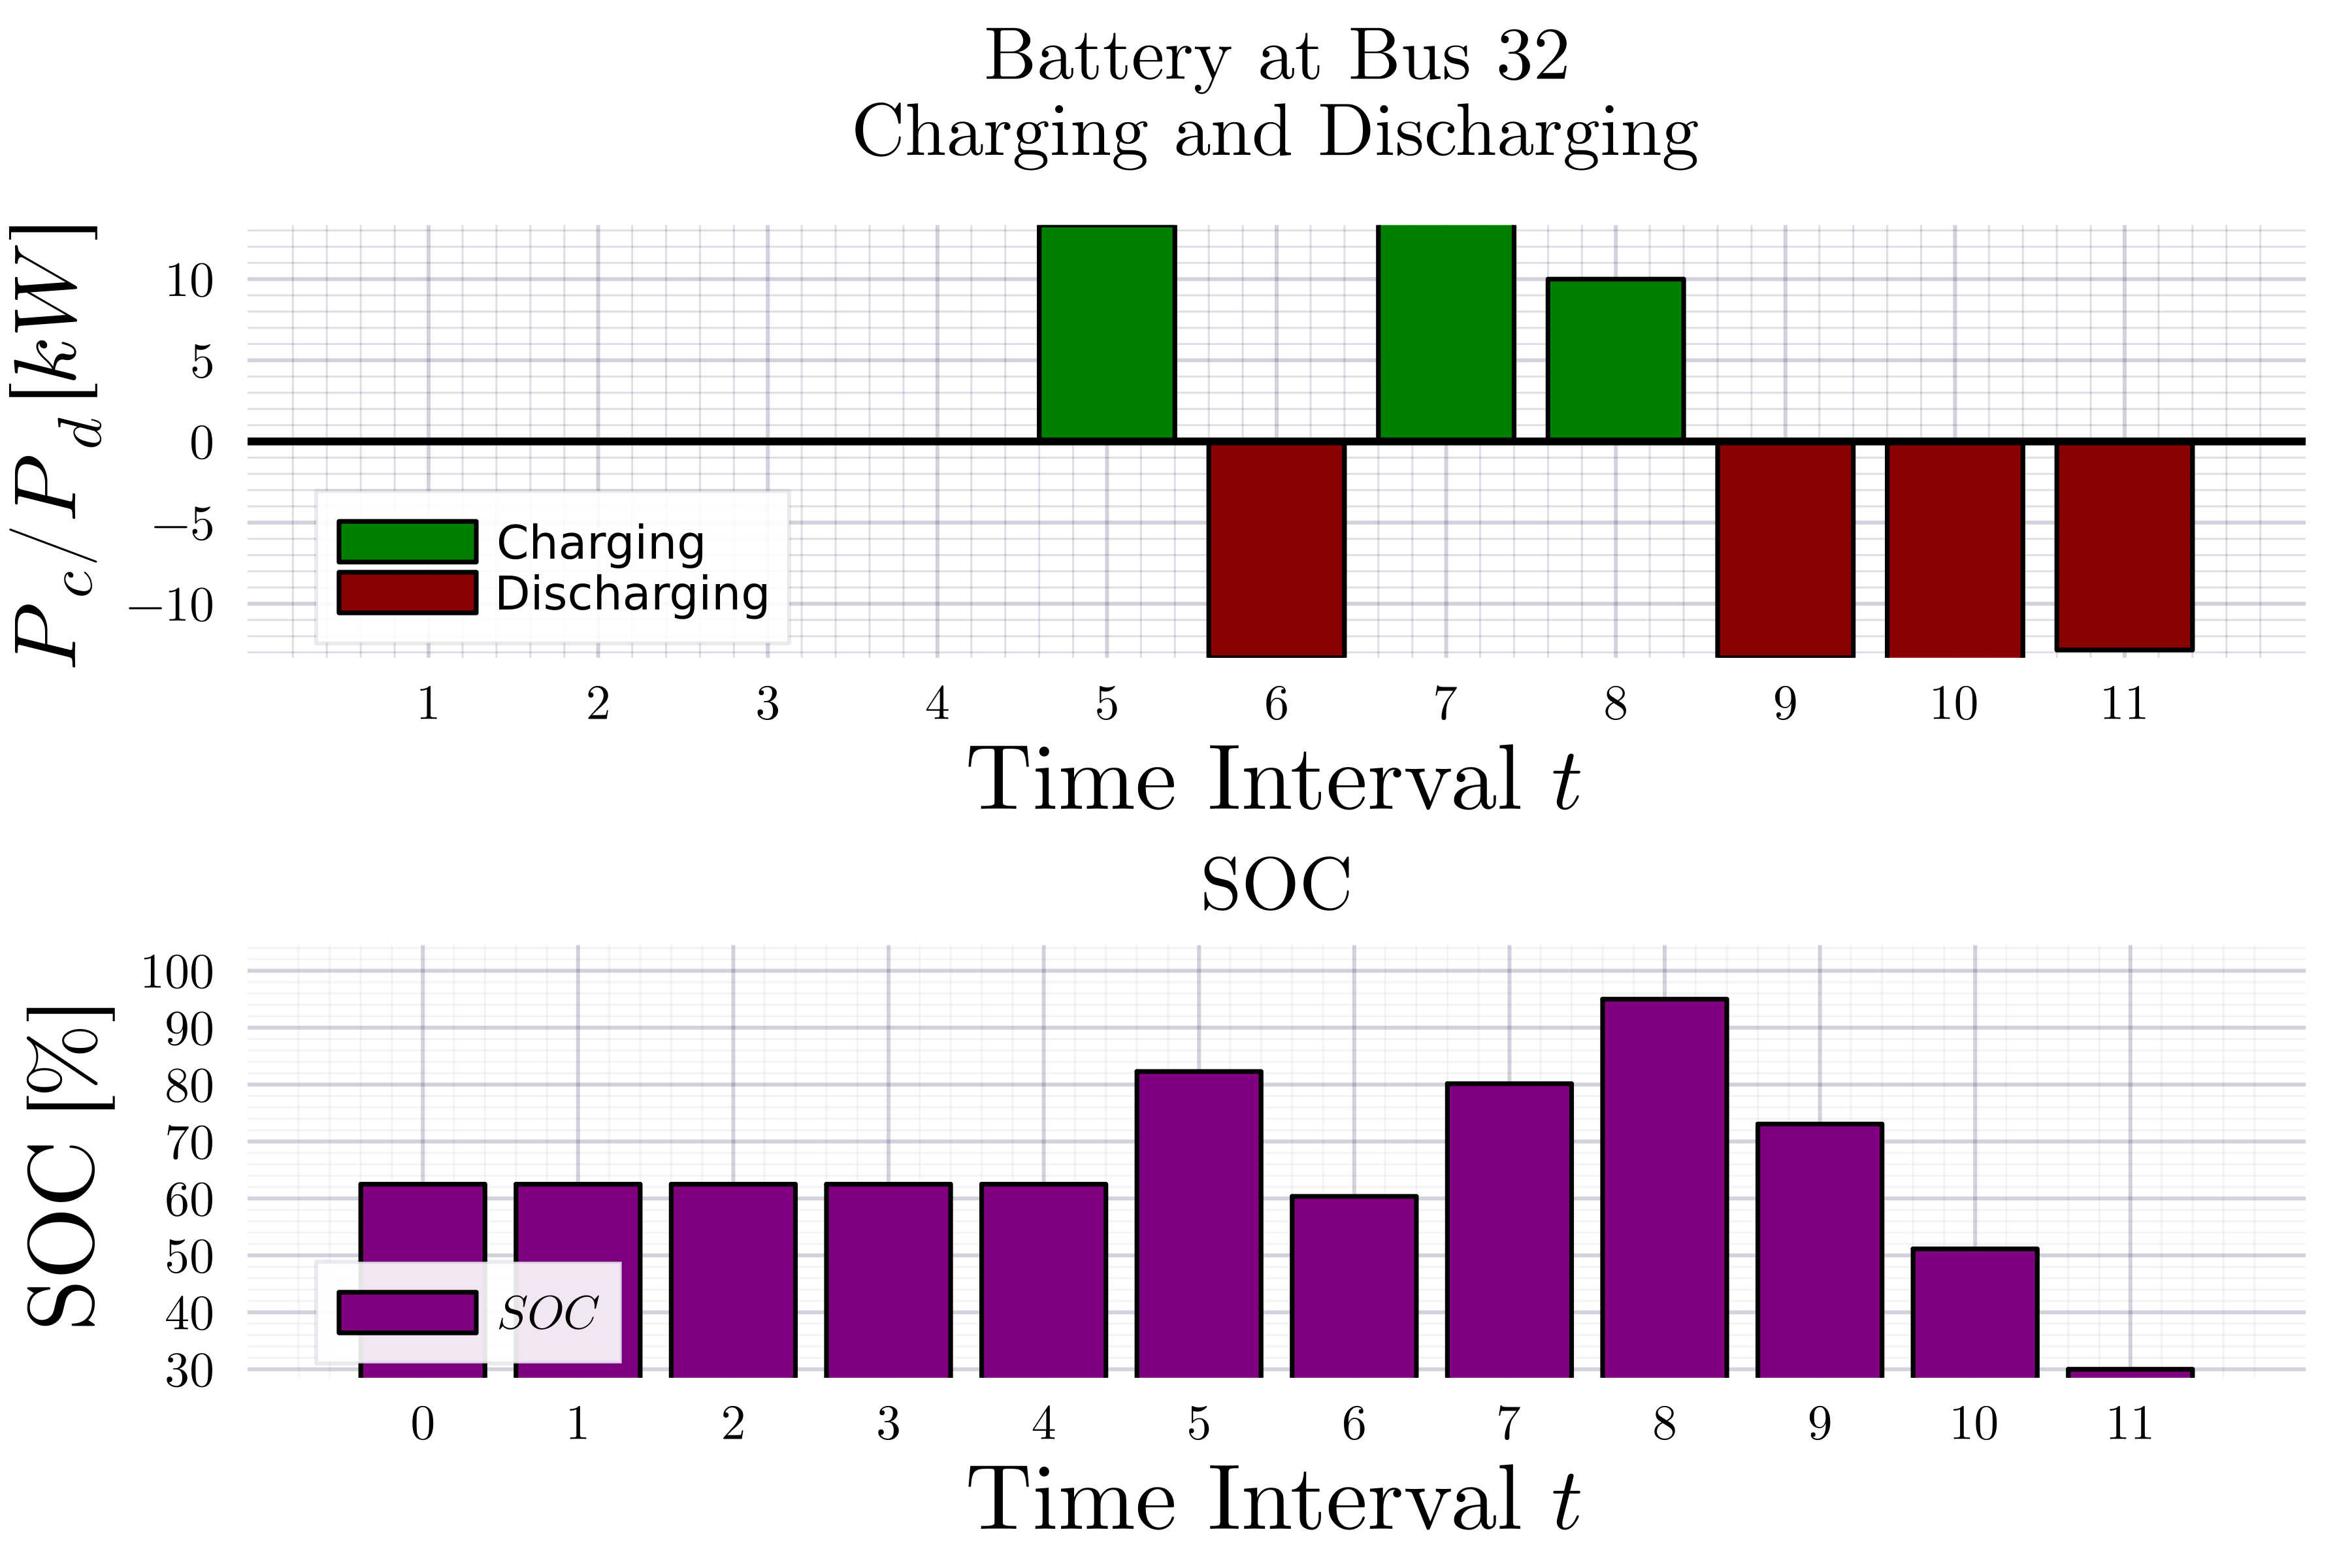 Battery at Bus 32
Charging and Discharging
P_c/P_d [kW]
10
5
0
−5
−10
Charging
Discharging
1 2 3 4 5 6 7 8 9 10 11
Time Interval t
SOC
SOC [%]
100
90
80
70
60
50
40
30
SOC
0 1 2 3 4 5 6 7 8 9 10 11
Time Interval t